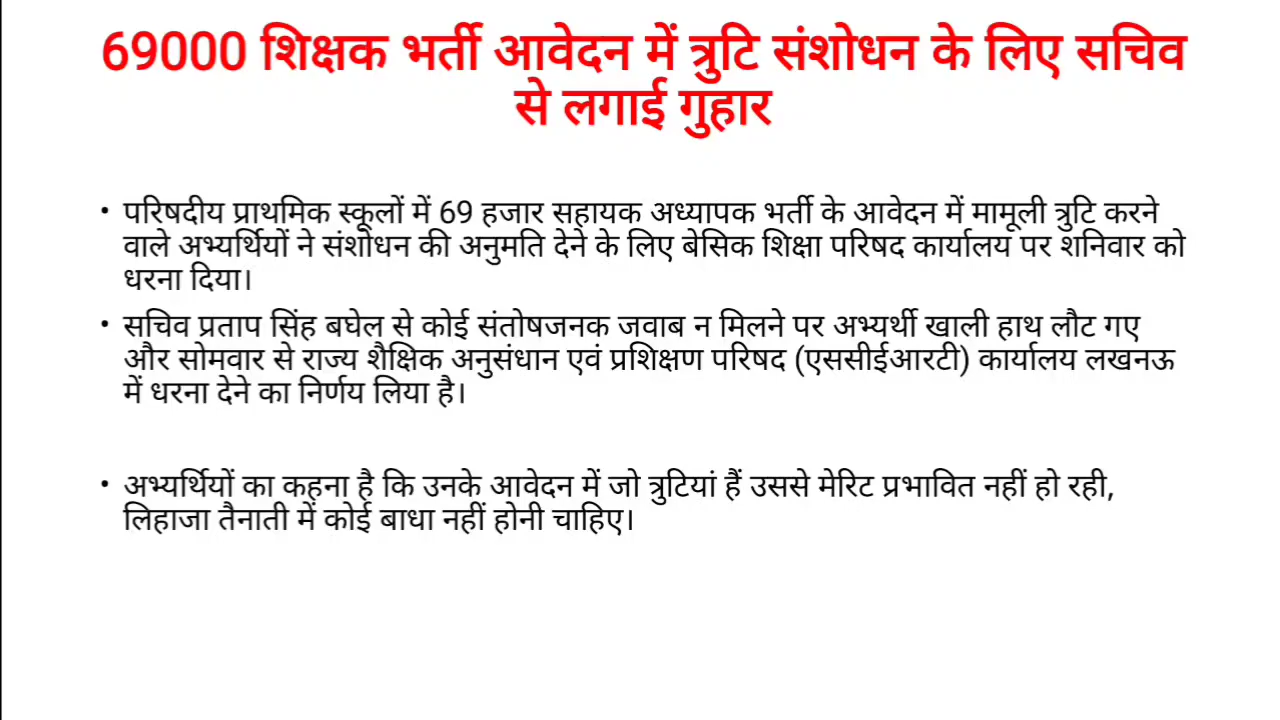 69000 शिक्षक भर्ती आवेदन में त्रुटि संशोधन के लिए सचिव
से लगाई गुहार
• परिषदीय प्राथमिक स्कूलों में 69 हजार सहायक अध्यापक भर्ती के आवेदन में मामूली त्रुटि करने
वाले अभ्यर्थियों ने संशोधन की अनुमति देने के लिए बेसिक शिक्षा परिषद कार्यालय पर शनिवार को
धरना दिया।
• सचिव प्रताप सिंह बघेल से कोई संतोषजनक जवाब न मिलने पर अभ्यर्थी खाली हाथ लौट गए
और सोमवार से राज्य शैक्षिक अनुसंधान एवं प्रशिक्षण परिषद (एससीईआरटी) कार्यालय लखनऊ
में धरना देने का निर्णय लिया है।
• अभ्यर्थियों का कहना है कि उनके आवेदन में जो त्रुटियां हैं उससे मेरिट प्रभावित नहीं हो रही,
लिहाजा तैनाती में कोई बाधा नहीं होनी चाहिए।